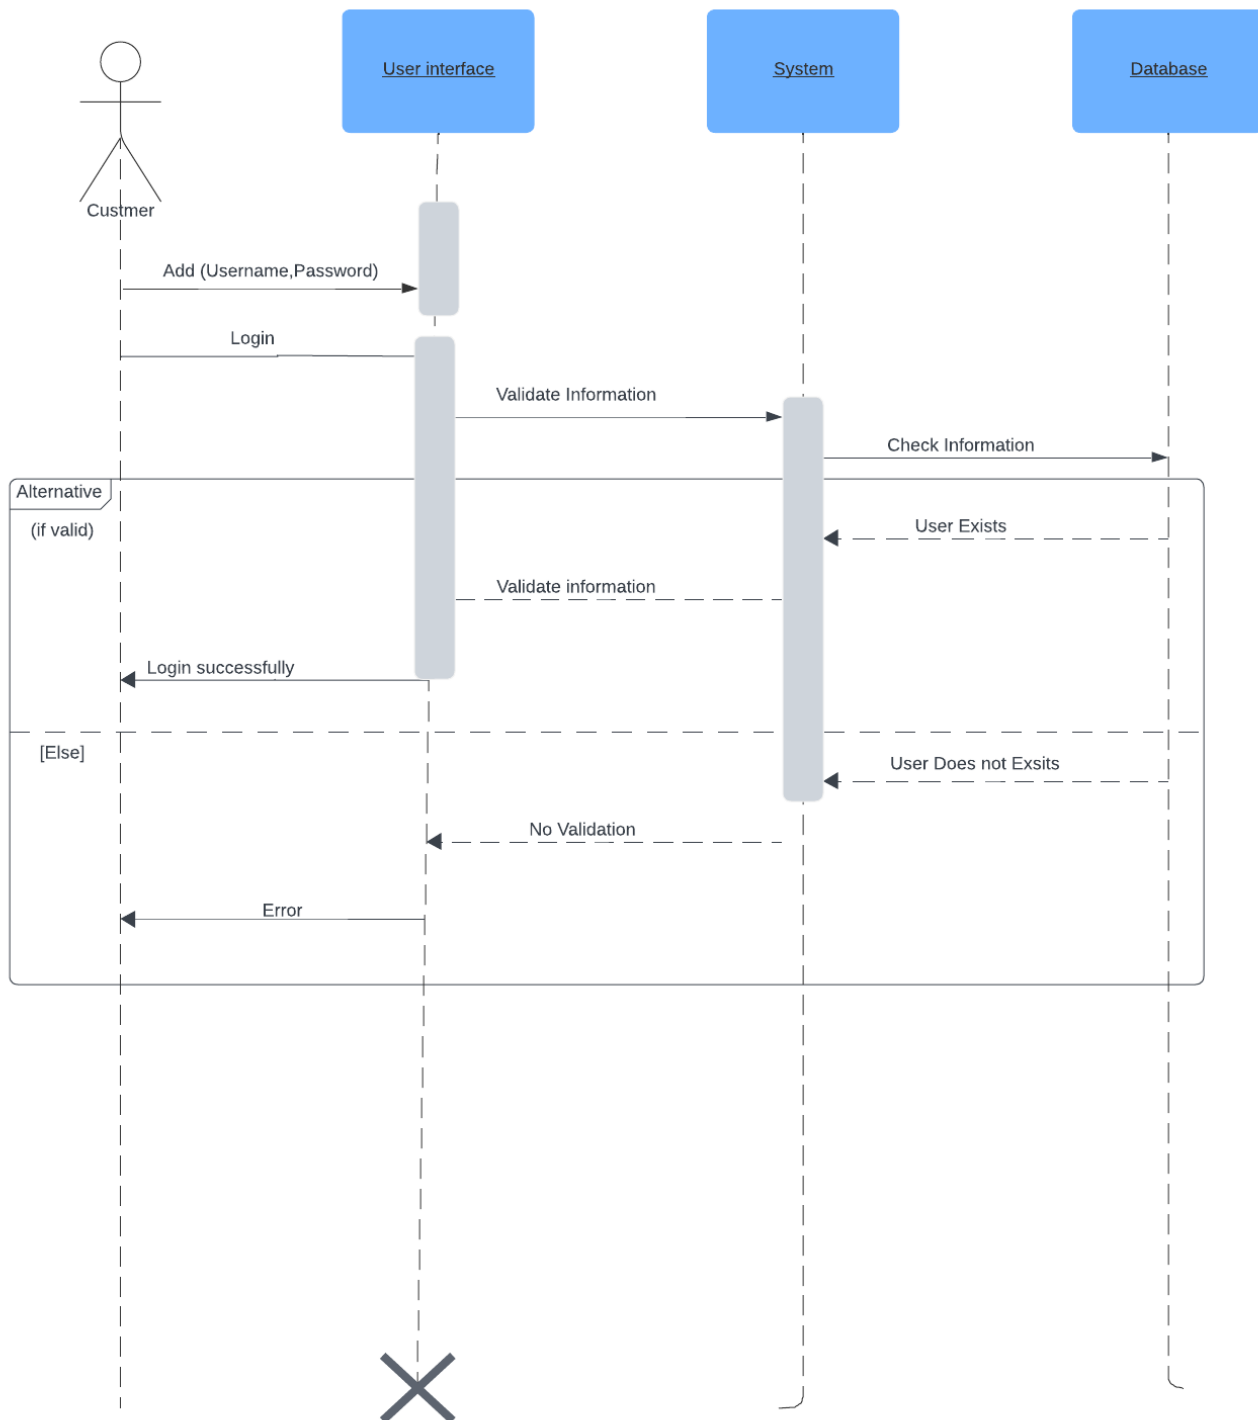 User interface
System
Database
Custmer
Add (Username,Password)
Login
Validate Information
Check Information
Alternative
(if valid)
User Exists
Validate information
Login successfully
[Else]
User Does not Exsits
No Validation
Error